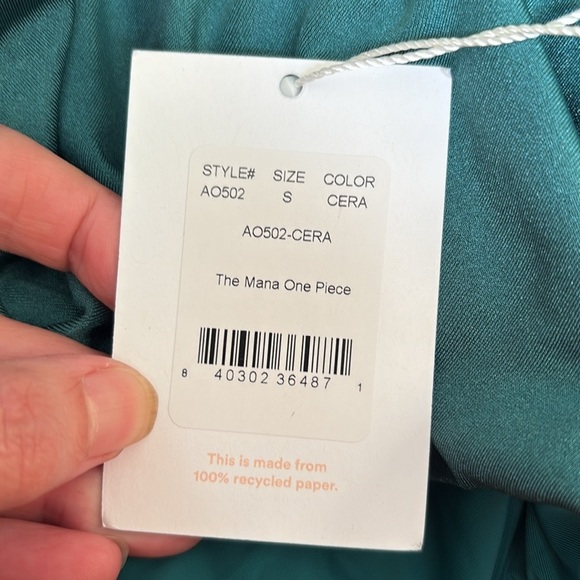 STYLE# SIZE COLOR
AO502 S CERA
AO502-CERA
The Mana One Piece
8 40302 36487 1
This is made from
100% recycled paper.